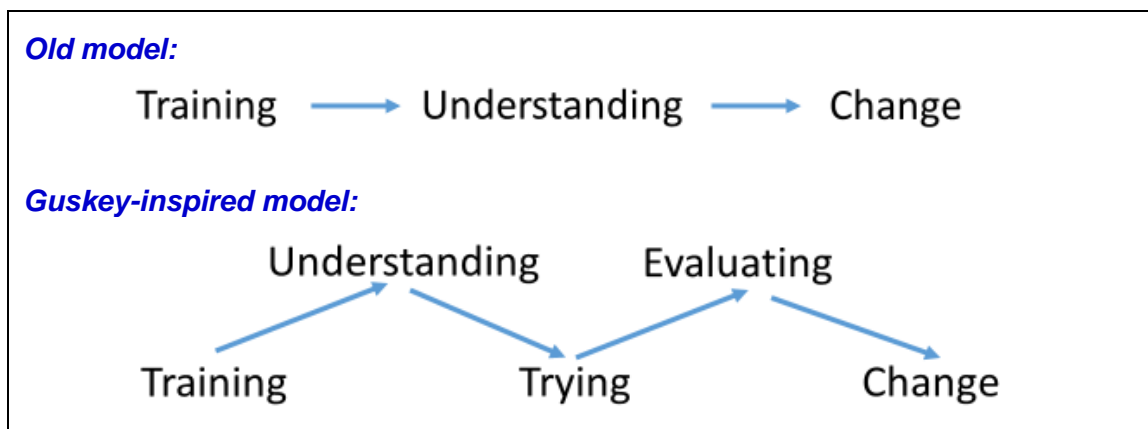 Old model:
Training Understanding Change
Guskey-inspired model:
Understanding Evaluating
Training Trying Change